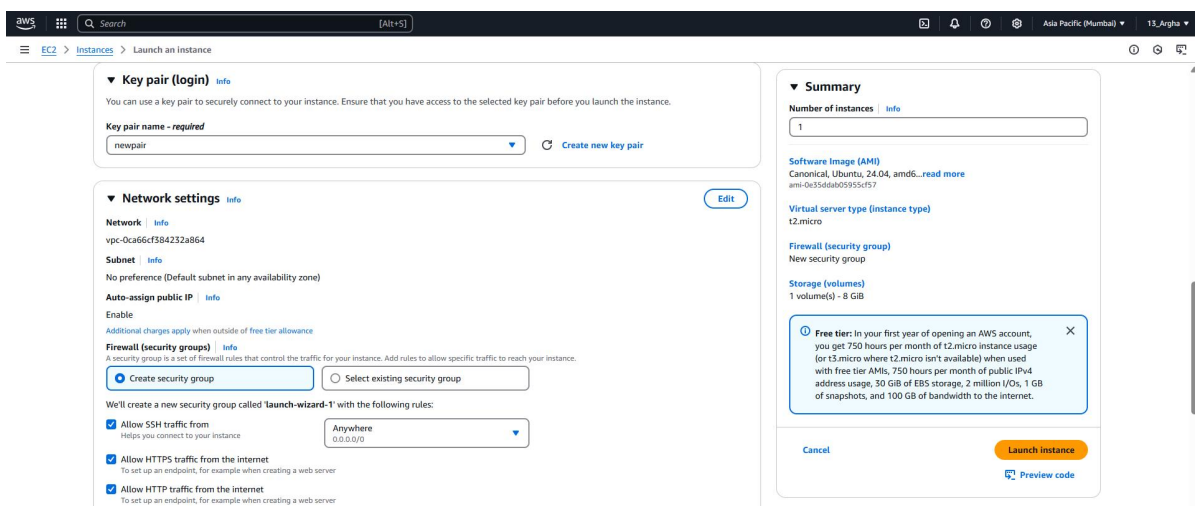 aws
Search
[Alt+S]
Asia Pacific (Mumbai) ▼
13_Argha ▼
EC2 > Instances > Launch an instance
▼ Key pair (login) Info
You can use a key pair to securely connect to your instance. Ensure that you have access to the selected key pair before you launch the instance.
Key pair name - required
newpair
Create new key pair
▼ Network settings Info
Edit
Network | Info
vpc-0ca66cf384232a864
Subnet | Info
No preference (Default subnet in any availability zone)
Auto-assign public IP | Info
Enable
Additional charges apply when outside of free tier allowance
Firewall (security groups) | Info
A security group is a set of firewall rules that control the traffic for your instance. Add rules to allow specific traffic to reach your instance.
Create security group
Select existing security group
We'll create a new security group called 'launch-wizard-1' with the following rules:
Allow SSH traffic from
Helps you connect to your instance
Anywhere
0.0.0.0/0
Allow HTTPS traffic from the internet
To set up an endpoint, for example when creating a web server
Allow HTTP traffic from the internet
To set up an endpoint, for example when creating a web server
▼ Summary
Number of instances | Info
1
Software Image (AMI)
Canonical, Ubuntu, 24.04, amd6...read more
ami-0e35ddab05955cf57
Virtual server type (instance type)
t2.micro
Firewall (security group)
New security group
Storage (volumes)
1 volume(s) - 8 GiB
Free tier: In your first year of opening an AWS account,
you get 750 hours per month of t2.micro instance usage
(or t3.micro where t2.micro isn't available) when used
with free tier AMIs, 750 hours per month of public IPv4
address usage, 30 GiB of EBS storage, 2 million I/Os, 1 GB
of snapshots, and 100 GB of bandwidth to the internet.
Cancel
Launch instance
Preview code